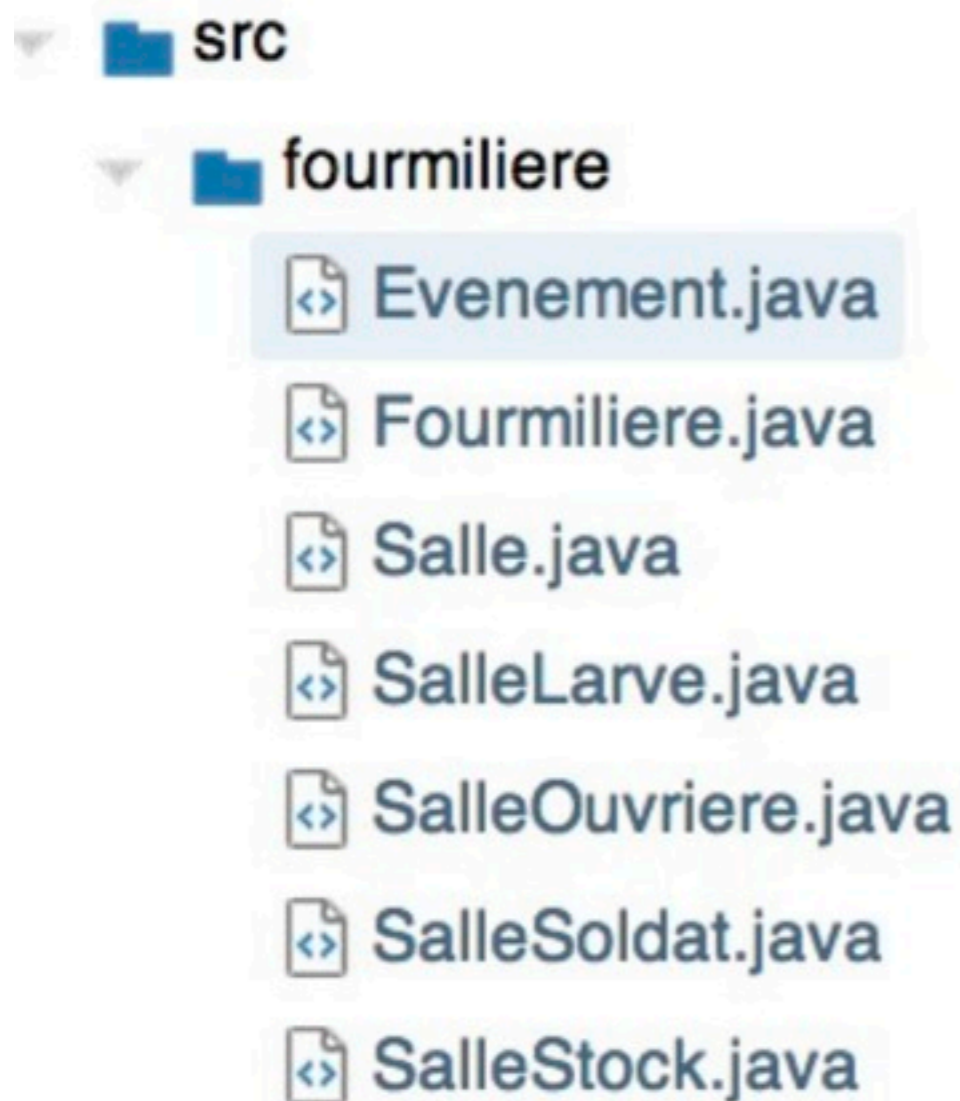 src
fourmiliere
Evenement.java
Fourmiliere.java
Salle.java
SalleLarve.java
SalleOuvriere.java
SalleSoldat.java
SalleStock.java